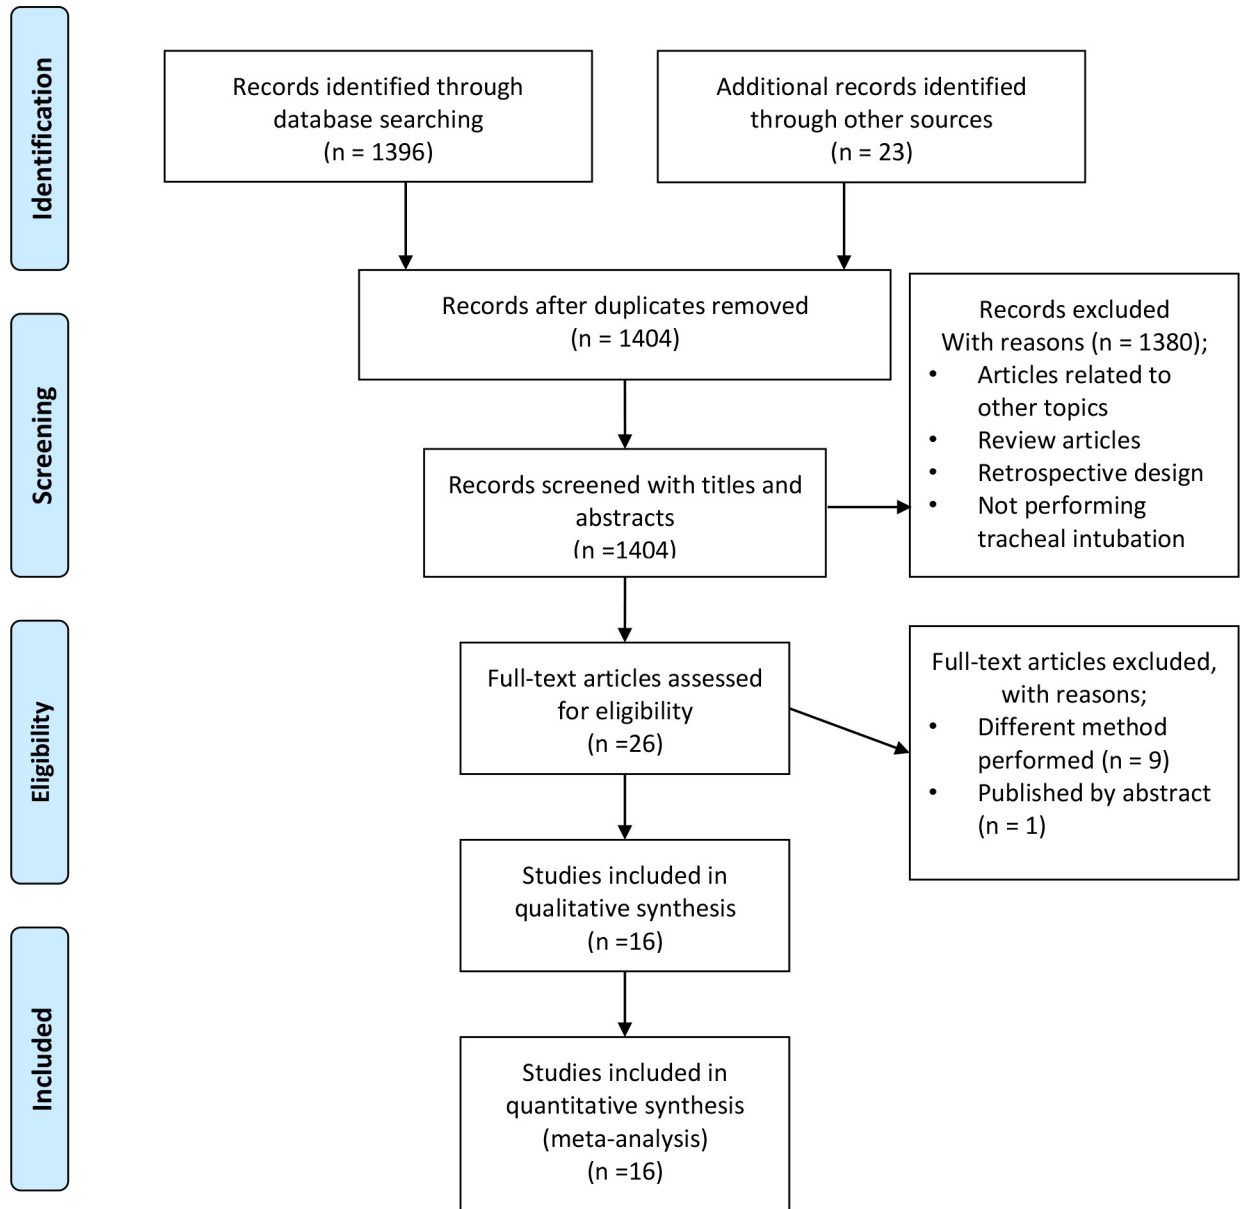 Identification
Records identified through
database searching
(n = 1396)
Additional records identified
through other sources
(n = 23)
Records after duplicates removed
(n = 1404)
Screening
Records screened with titles and
abstracts
(n =1404)
Records excluded
With reasons (n = 1380);
• Articles related to
other topics
• Review articles
• Retrospective design
• Not performing
tracheal intubation
Eligibility
Full-text articles assessed
for eligibility
(n =26)
Full-text articles excluded,
with reasons;
• Different method
performed (n = 9)
• Published by abstract
(n = 1)
Studies included in
qualitative synthesis
(n =16)
Included
Studies included in
quantitative synthesis
(meta-analysis)
(n =16)